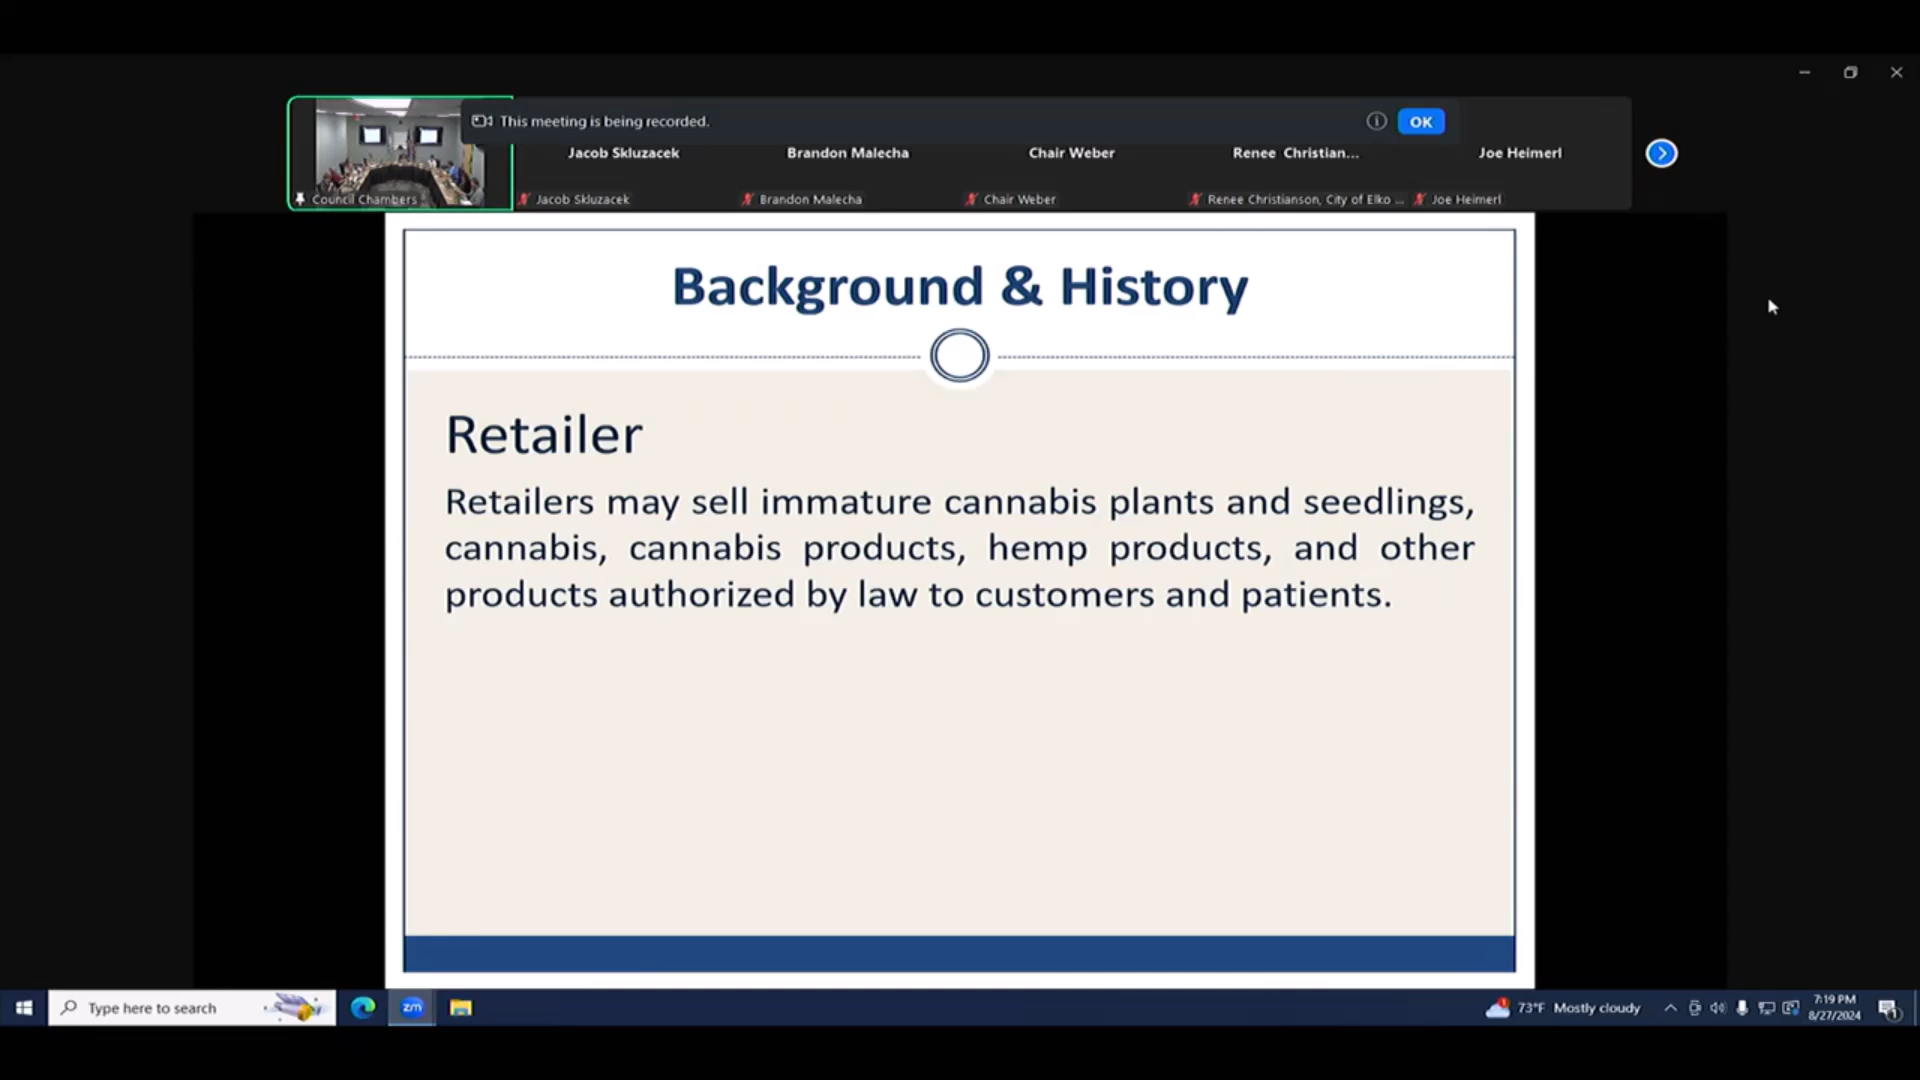 This meeting is being recorded.
OK
Jacob Skluzacek
Brandon Malecha
Chair Weber
Renee Christian...
Joe Heimerl
Council Chambers
Jacob Skluzacek
Brandon Malecha
Chair Weber
Renee Christianson, City of Elko ...
Joe Heimerl
Background & History
Retailer
Retailers may sell immature cannabis plants and seedlings,
cannabis, cannabis products, hemp products, and other
products authorized by law to customers and patients.
Type here to search
zm
73°F Mostly cloudy
7:19 PM
8/27/2024
1